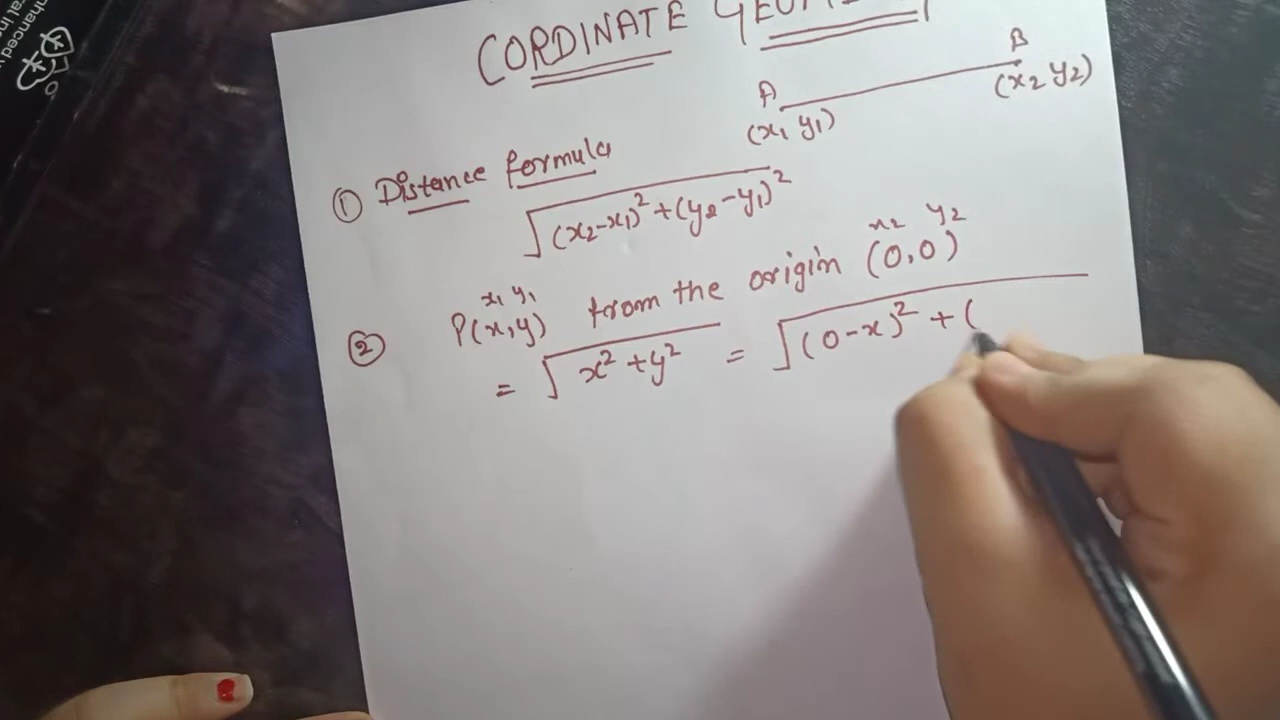 CORDINATE
A B
(x₁ y₁) (x₂ y₂)
① Distance formula
√(x₂-x₁)² + (y₂-y₁)²
x₁ y₁ x₂ y₂
② P(x,y) from the origin (0,0)
= √x² + y² = √(0-x)² + (